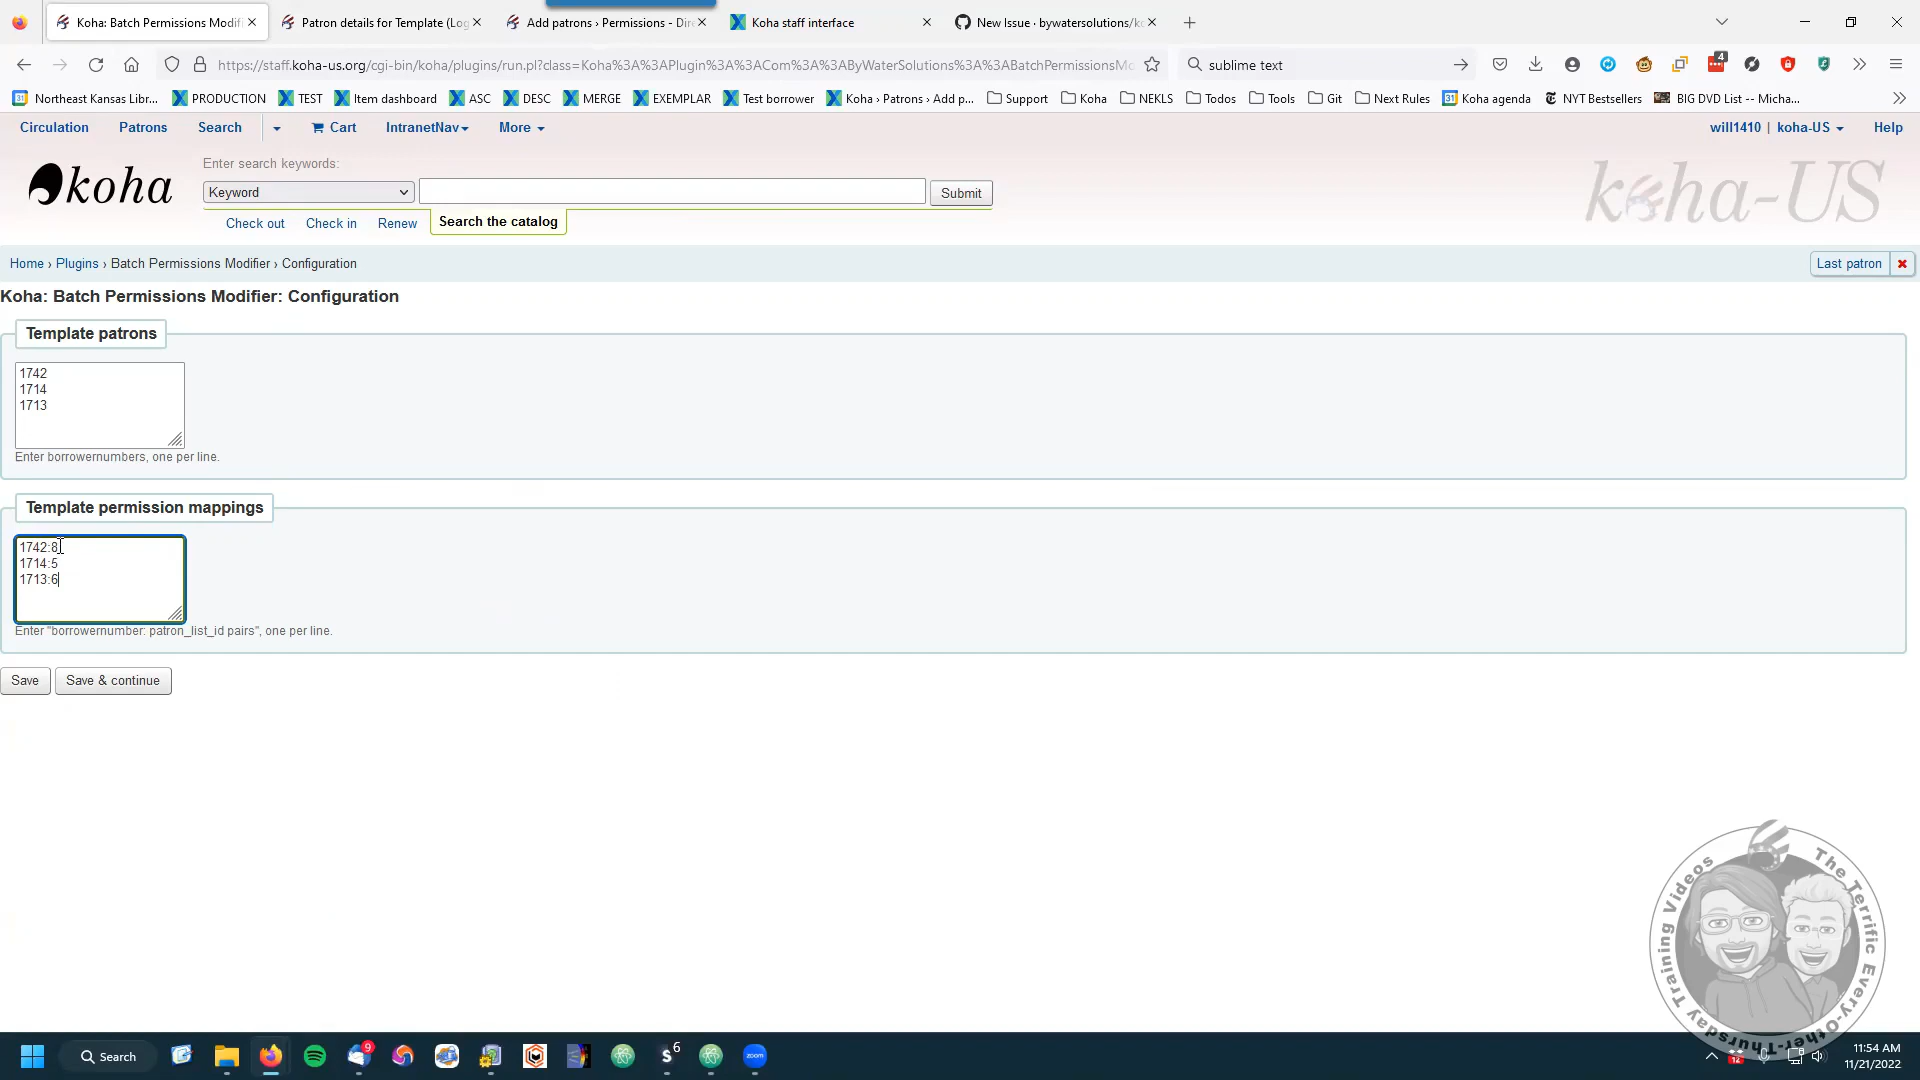 Koha: Batch Permissions Modifi
Patron details for Template (Log
Add patrons › Permissions - Dire
Koha staff interface
New Issue · bywatersolutions/ko
https://staff.koha-us.org/cgi-bin/koha/plugins/run.pl?class=Koha%3A%3APlugin%3A%3ACom%3A%3AByWaterSolutions%3A%3ABatchPermissionsMo
sublime text
4
Northeast Kansas Libr...
PRODUCTION
TEST
Item dashboard
ASC
DESC
MERGE
EXEMPLAR
Test borrower
Koha › Patrons › Add p...
Support
Koha
NEKLS
Todos
Tools
Git
Next Rules
Koha agenda
NYT Bestsellers
BIG DVD List -- Micha...
Circulation Patrons Search Cart IntranetNav More will1410 | koha-US Help
Enter search keywords:
koha
Keyword
Submit
koha-US
Check out Check in Renew Search the catalog
Home › Plugins › Batch Permissions Modifier › Configuration
Last patron
Koha: Batch Permissions Modifier: Configuration
Template patrons
1742
1714
1713
Enter borrowernumbers, one per line.
Template permission mappings
1742:8
1714:5
1713:6
Enter "borrowernumber: patron_list_id pairs", one per line.
Save
Save & continue
The Terrific Every-Other-Thursday Training Videos
Search
9
6
zoom
12
11:54 AM
11/21/2022